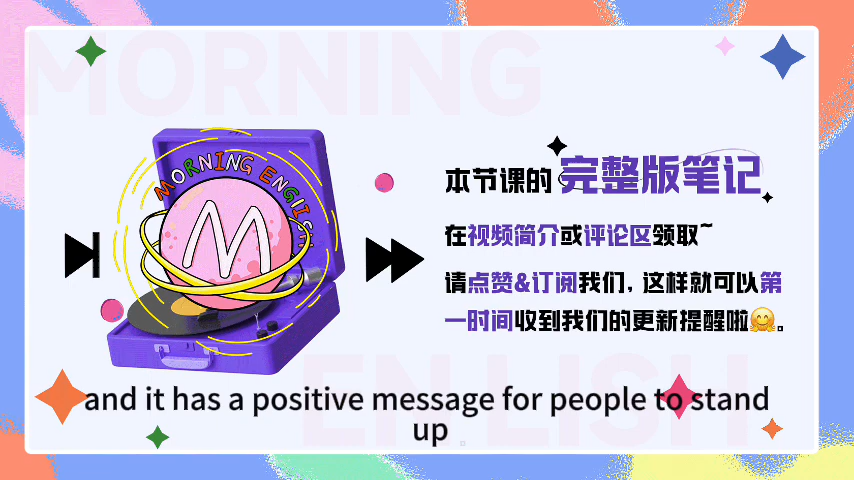 MORNING
MORNING ENGlISH
M
本节课的 完整版笔记
在视频简介或评论区领取~
请点赞&订阅我们, 这样就可以第
一时间收到我们的更新提醒啦🤗。
EN LISH
and it has a positive message for people to stand
up